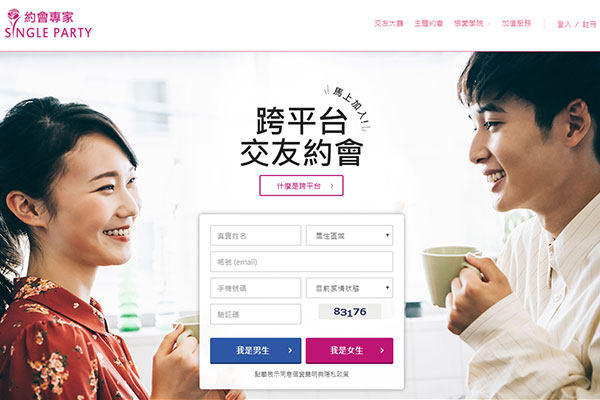 約會專家
SINGLE PARTY
交友大廳 主題約會 戀愛學院 加值服務 登入 / 註冊
馬上加入!
跨平台
交友約會
什麼是跨平台 >
真實姓名 居住區域
帳號 (email)
手機號碼 目前感情狀態
驗証碼 83176
我是男生 > 我是女生 >
點擊表示同意個資聲明與隱私政策